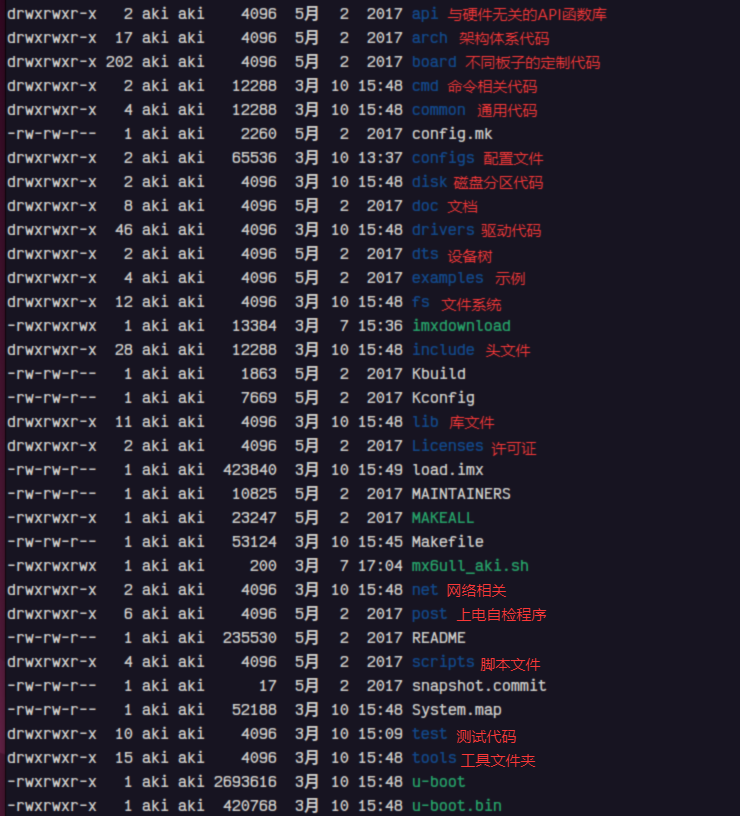 drwxrwxr-x 2 aki aki 4096 5月 2 2017 api 与硬件无关的API函数库
drwxrwxr-x 17 aki aki 4096 5月 2 2017 arch 架构体系代码
drwxrwxr-x 202 aki aki 4096 5月 2 2017 board 不同板子的定制代码
drwxrwxr-x 2 aki aki 12288 3月 10 15:48 cmd 命令相关代码
drwxrwxr-x 4 aki aki 12288 3月 10 15:48 common 通用代码
-rw-rw-r-- 1 aki aki 2260 5月 2 2017 config.mk
drwxrwxr-x 2 aki aki 65536 3月 10 13:37 configs 配置文件
drwxrwxr-x 2 aki aki 4096 3月 10 15:48 disk 磁盘分区代码
drwxrwxr-x 8 aki aki 4096 5月 2 2017 doc 文档
drwxrwxr-x 46 aki aki 4096 3月 10 15:48 drivers 驱动代码
drwxrwxr-x 2 aki aki 4096 5月 2 2017 dts 设备树
drwxrwxr-x 4 aki aki 4096 5月 2 2017 examples 示例
drwxrwxr-x 12 aki aki 4096 3月 10 15:48 fs 文件系统
-rwxrwxrwx 1 aki aki 13384 3月 7 15:36 imxdownload
drwxrwxr-x 28 aki aki 12288 3月 10 15:48 include 头文件
-rw-rw-r-- 1 aki aki 1863 5月 2 2017 Kbuild
-rw-rw-r-- 1 aki aki 7669 5月 2 2017 Kconfig
drwxrwxr-x 11 aki aki 4096 3月 10 15:48 lib 库文件
drwxrwxr-x 2 aki aki 4096 5月 2 2017 Licenses 许可证
-rw-rw-r-- 1 aki aki 423840 3月 10 15:49 load.imx
-rw-rw-r-- 1 aki aki 10825 5月 2 2017 MAINTAINERS
-rwxrwxr-x 1 aki aki 23247 5月 2 2017 MAKEALL
-rw-rw-r-- 1 aki aki 53124 3月 10 15:45 Makefile
-rwxrwxrwx 1 aki aki 200 3月 7 17:04 mx6ull_aki.sh
drwxrwxr-x 2 aki aki 4096 3月 10 15:48 net 网络相关
drwxrwxr-x 6 aki aki 4096 5月 2 2017 post 上电自检程序
-rw-rw-r-- 1 aki aki 235530 5月 2 2017 README
drwxrwxr-x 4 aki aki 4096 5月 2 2017 scripts 脚本文件
-rw-rw-r-- 1 aki aki 17 5月 2 2017 snapshot.commit
-rw-rw-r-- 1 aki aki 52188 3月 10 15:48 System.map
drwxrwxr-x 10 aki aki 4096 3月 10 15:09 test 测试代码
drwxrwxr-x 15 aki aki 4096 3月 10 15:48 tools 工具文件夹
-rwxrwxr-x 1 aki aki 2693616 3月 10 15:48 u-boot
-rwxrwxr-x 1 aki aki 420768 3月 10 15:48 u-boot.bin